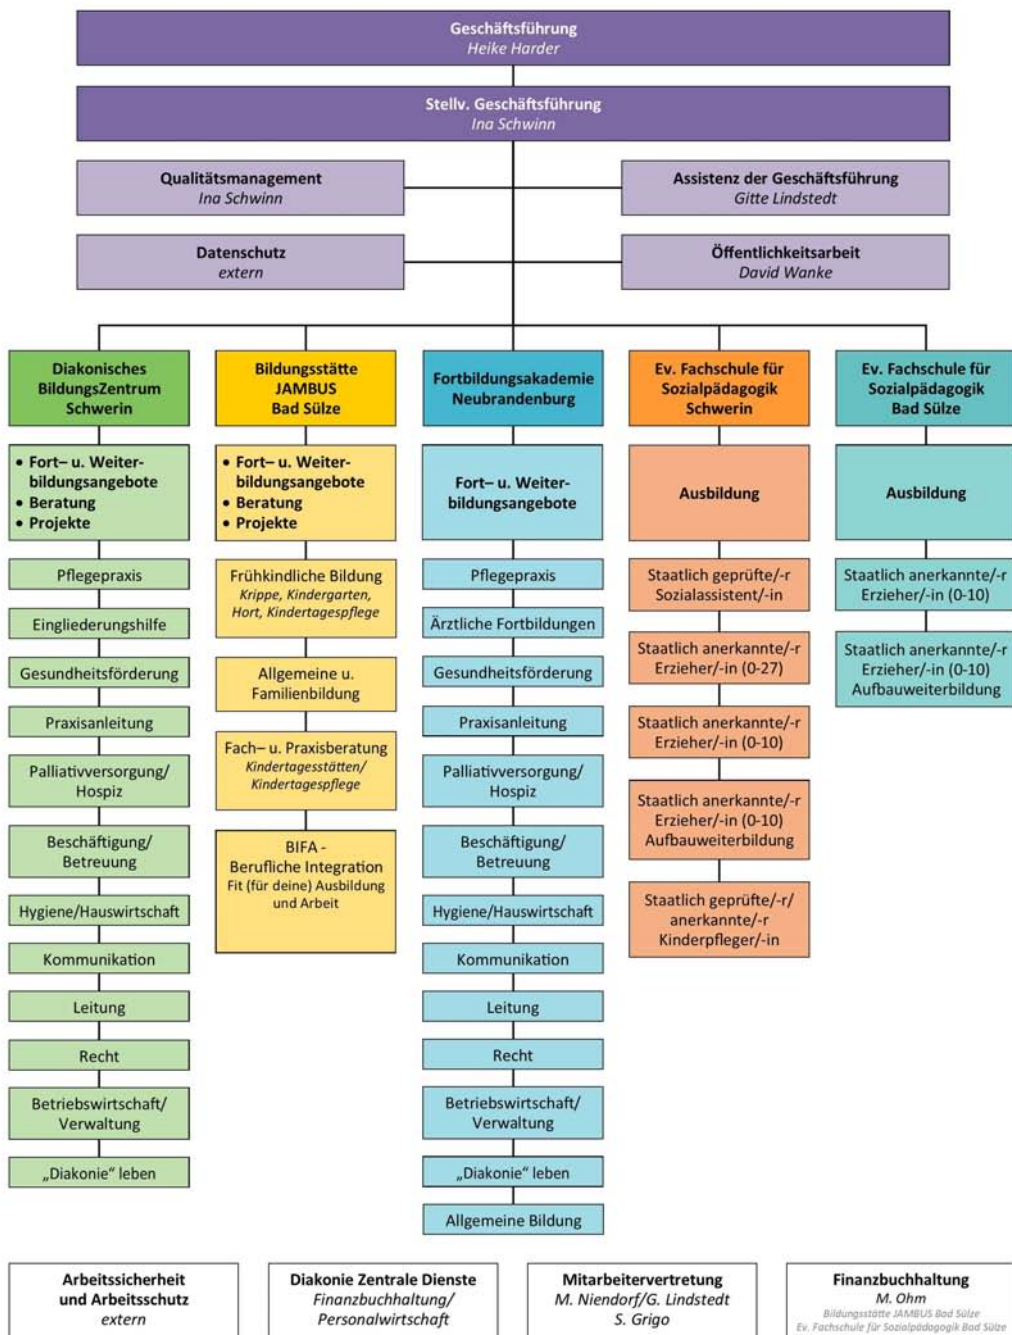 Geschäftsführung
Heike Harder
Stellv. Geschäftsführung
Ina Schwinn
Qualitätsmanagement
Ina Schwinn
Assistenz der Geschäftsführung
Gitte Lindstedt
Datenschutz
extern
Öffentlichkeitsarbeit
David Wanke
Diakonisches
BildungsZentrum
Schwerin
• Fort– u. Weiter-
bildungsangebote
• Beratung
• Projekte
Pflegepraxis
Eingliederungshilfe
Gesundheitsförderung
Praxisanleitung
Palliativversorgung/
Hospiz
Beschäftigung/
Betreuung
Hygiene/Hauswirtschaft
Kommunikation
Leitung
Recht
Betriebswirtschaft/
Verwaltung
„Diakonie“ leben
Bildungsstätte
JAMBUS
Bad Sülze
• Fort– u. Weiter-
bildungsangebote
• Beratung
• Projekte
Frühkindliche Bildung
Krippe, Kindergarten,
Hort, Kindertagespflege
Allgemeine u.
Familienbildung
Fach– u. Praxisberatung
Kindertagesstätten/
Kindertagespflege
BIFA -
Berufliche Integration
Fit (für deine) Ausbildung
und Arbeit
Fortbildungsakademie
Neubrandenburg
Fort– u. Weiter-
bildungsangebote
Pflegepraxis
Ärztliche Fortbildungen
Gesundheitsförderung
Praxisanleitung
Palliativversorgung/
Hospiz
Beschäftigung/
Betreuung
Hygiene/Hauswirtschaft
Kommunikation
Leitung
Recht
Betriebswirtschaft/
Verwaltung
„Diakonie“ leben
Allgemeine Bildung
Ev. Fachschule für
Sozialpädagogik
Schwerin
Ausbildung
Staatlich geprüfte/-r
Sozialassistent/-in
Staatlich anerkannte/-r
Erzieher/-in (0-27)
Staatlich anerkannte/-r
Erzieher/-in (0-10)
Staatlich anerkannte/-r
Erzieher/-in (0-10)
Aufbauweiterbildung
Staatlich geprüfte/-r/
anerkannte/-r
Kinderpfleger/-in
Ev. Fachschule für
Sozialpädagogik
Bad Sülze
Ausbildung
Staatlich anerkannte/-r
Erzieher/-in (0-10)
Staatlich anerkannte/-r
Erzieher/-in (0-10)
Aufbauweiterbildung
Arbeitssicherheit
und Arbeitsschutz
extern
Diakonie Zentrale Dienste
Finanzbuchhaltung/
Personalwirtschaft
Mitarbeitervertretung
M. Niendorf/G. Lindstedt
S. Grigo
Finanzbuchhaltung
M. Ohm
Bildungsstätte JAMBUS Bad Sülze
Ev. Fachschule für Sozialpädagogik Bad Sülze